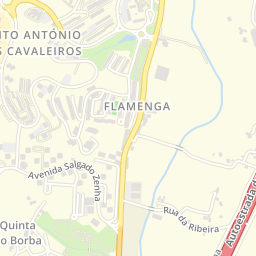 NTO ANTÓNIO
S CAVALEIROS
FLAMENGA
Avenida Salgado Zenha
Rua da Ribeira
Quinta
o Borba
Autoestrada d